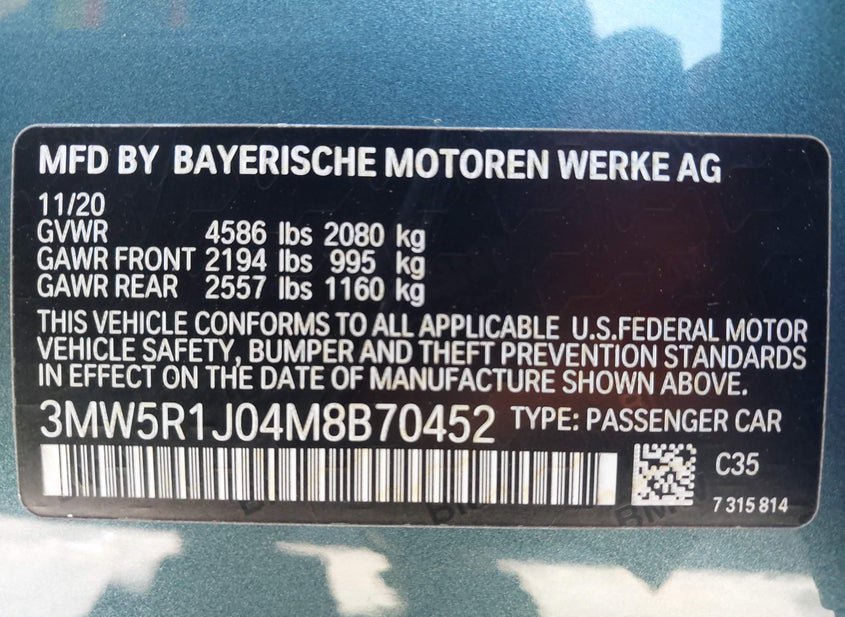 MFD BY BAYERISCHE MOTOREN WERKE AG
11/20
GVWR 4586 lbs 2080 kg
GAWR FRONT 2194 lbs 995 kg
GAWR REAR 2557 lbs 1160 kg
THIS VEHICLE CONFORMS TO ALL APPLICABLE U.S.FEDERAL MOTOR
VEHICLE SAFETY, BUMPER AND THEFT PREVENTION STANDARDS
IN EFFECT ON THE DATE OF MANUFACTURE SHOWN ABOVE.
3MW5R1J04M8B70452 TYPE: PASSENGER CAR
C35
7 315 814